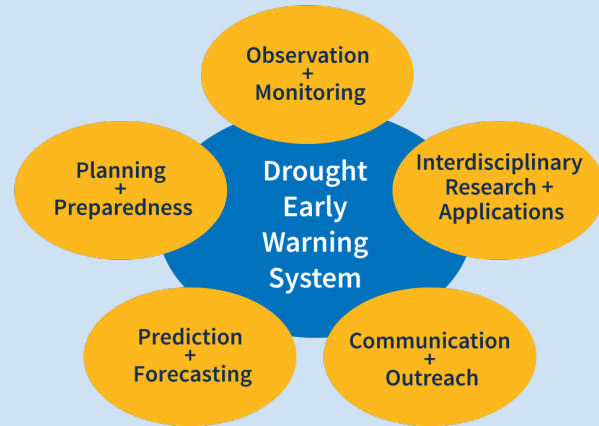 Observation
+
Monitoring
Planning
+
Preparedness
Drought
Early
Warning
System
Interdisciplinary
Research +
Applications
Prediction
+
Forecasting
Communication
+
Outreach